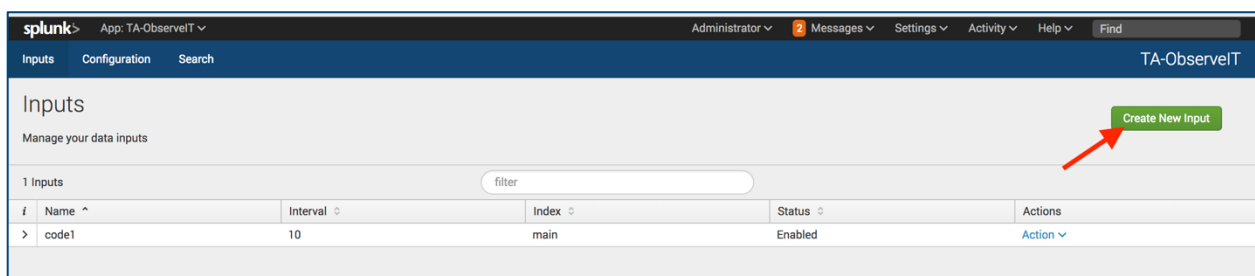 splunk> App: TA-ObserveIT Administrator 2 Messages Settings Activity Help Find
Inputs Configuration Search TA-ObserveIT
Inputs
Create New Input
Manage your data inputs
1 Inputs filter
i Name Interval Index Status Actions
> code1 10 main Enabled Action